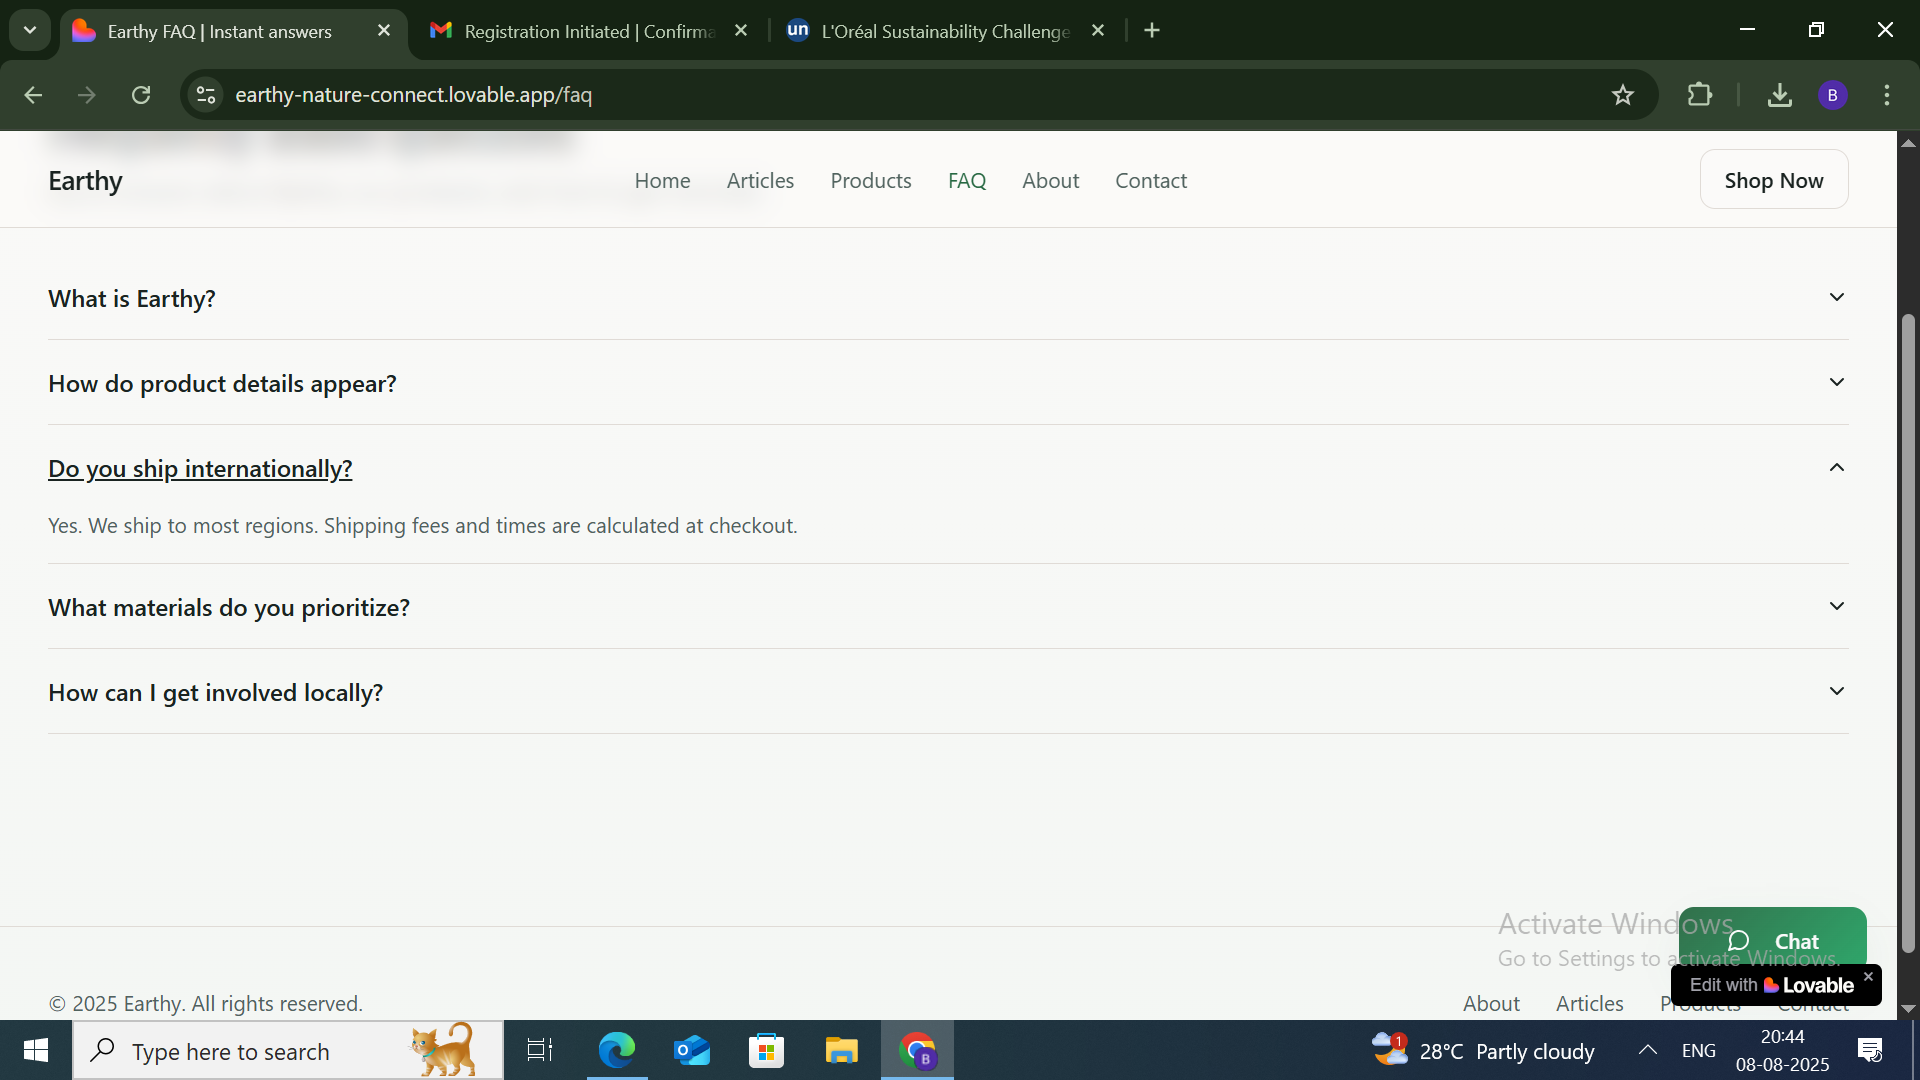 Earthy FAQ | Instant answers
Registration Initiated | Confirma
un
L'Oréal Sustainability Challenge
earthy-nature-connect.lovable.app/faq
B
Earthy
Home
Articles
Products
FAQ
About
Contact
Shop Now
What is Earthy?
How do product details appear?
Do you ship internationally?
Yes. We ship to most regions. Shipping fees and times are calculated at checkout.
What materials do you prioritize?
How can I get involved locally?
Activate Windows
Go to Settings to activate Windows.
Chat
Edit with Lovable
© 2025 Earthy. All rights reserved.
About
Articles
Products
Contact
Type here to search
B
1
28°C Partly cloudy
ENG
20:44
08-08-2025